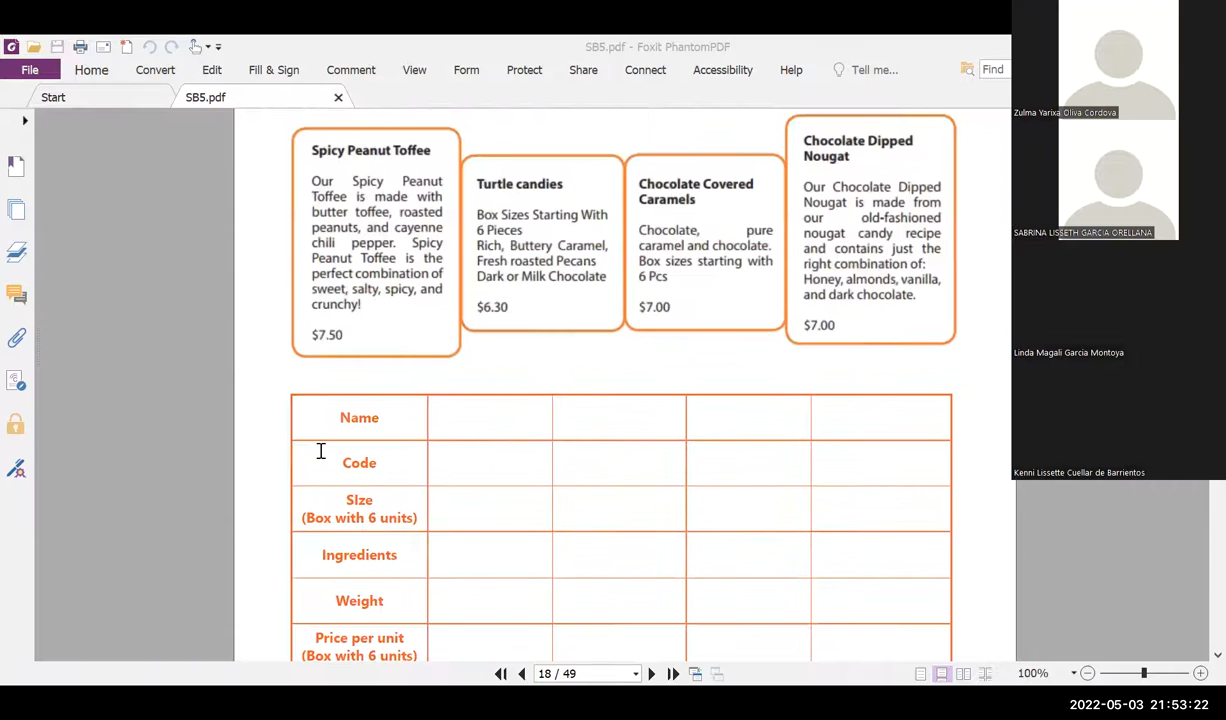 SB5.pdf - Foxit PhantomPDF
File Home Convert Edit Fill & Sign Comment View Form Protect Share Connect Accessibility Help Tell me... Find
Start SB5.pdf
Spicy Peanut Toffee
Our Spicy Peanut
Toffee is made with
butter toffee, roasted
peanuts, and cayenne
chili pepper. Spicy
Peanut Toffee is the
perfect combination of
sweet, salty, spicy, and
crunchy!
$7.50
Turtle candies
Box Sizes Starting With
6 Pieces
Rich, Buttery Caramel,
Fresh roasted Pecans
Dark or Milk Chocolate
$6.30
Chocolate Covered
Caramels
Chocolate, pure
caramel and chocolate.
Box sizes starting with
6 Pcs
$7.00
Chocolate Dipped
Nougat
Our Chocolate Dipped
Nougat is made from
our old-fashioned
nougat candy recipe
and contains just the
right combination of:
Honey, almonds, vanilla,
and dark chocolate.
$7.00
Name
Code
SIze
(Box with 6 units)
Ingredients
Weight
Price per unit
(Box with 6 units)
18 / 49
100%
Zulma Yarixa Oliva Cordova
SABRINA LISSETH GARCIA ORELLANA
Linda Magali Garcia Montoya
Kenni Lissette Cuellar de Barrientos
2022-05-03 21:53:22